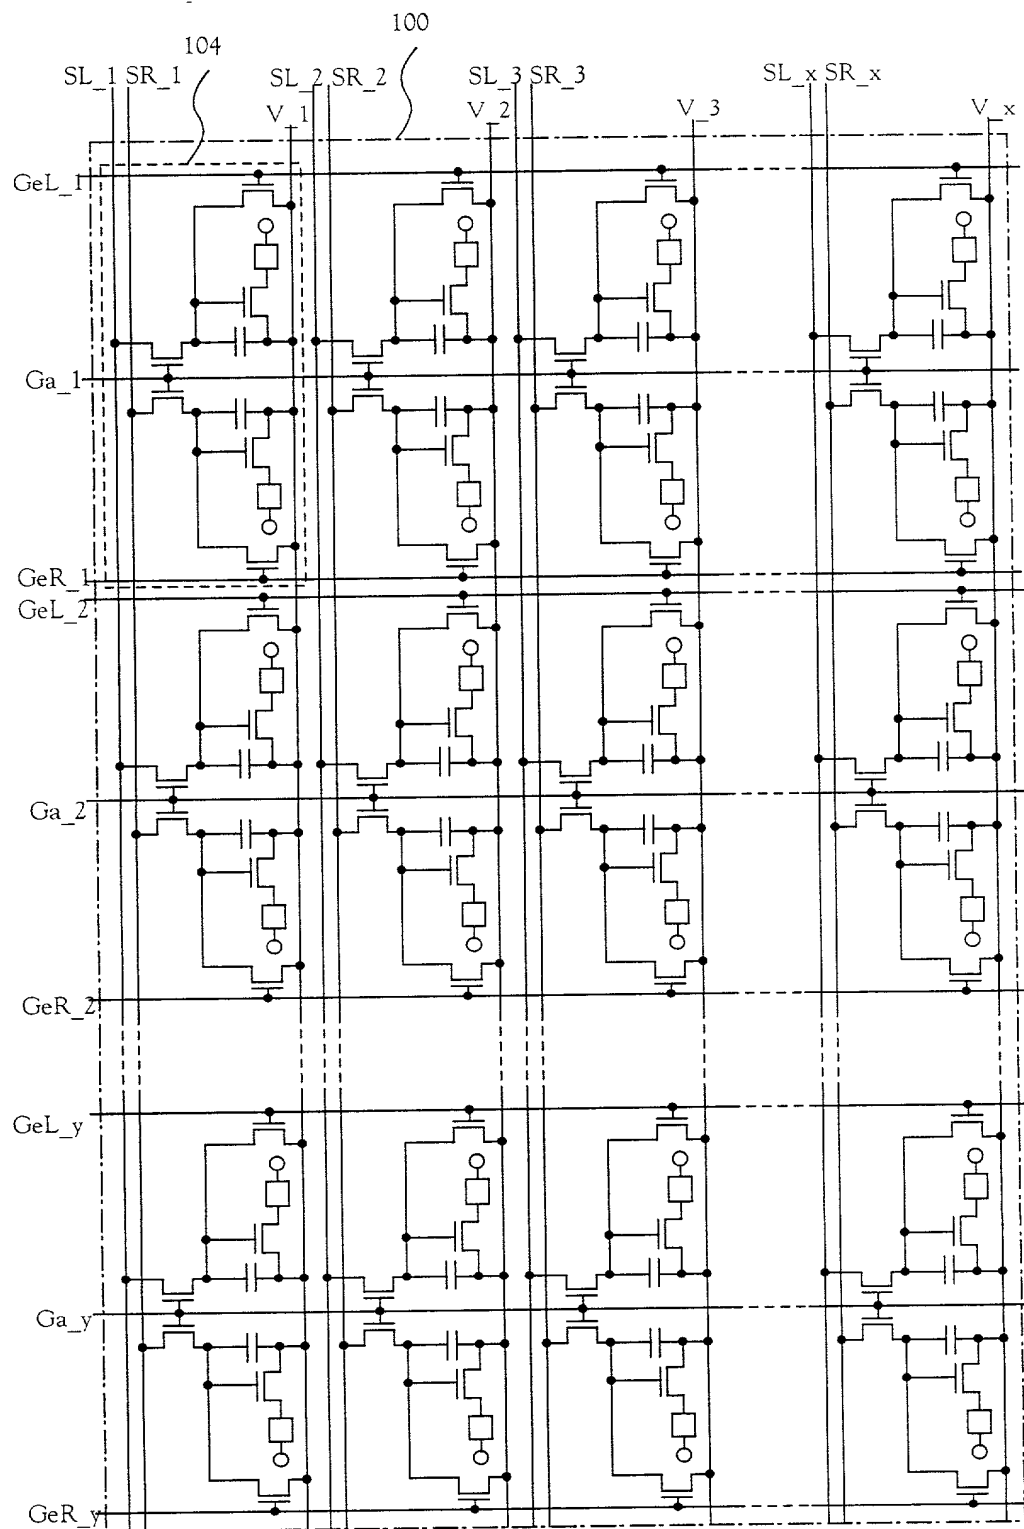 100
104
SL_1 SR_1 SL_2 SR_2 SL_3 SR_3 SL_x SR_x
V_1 V_2 V_3 V_x
GeL_1
Ga_1
GeR_1
GeL_2
Ga_2
GeR_2
GeL_y
Ga_y
GeR_y